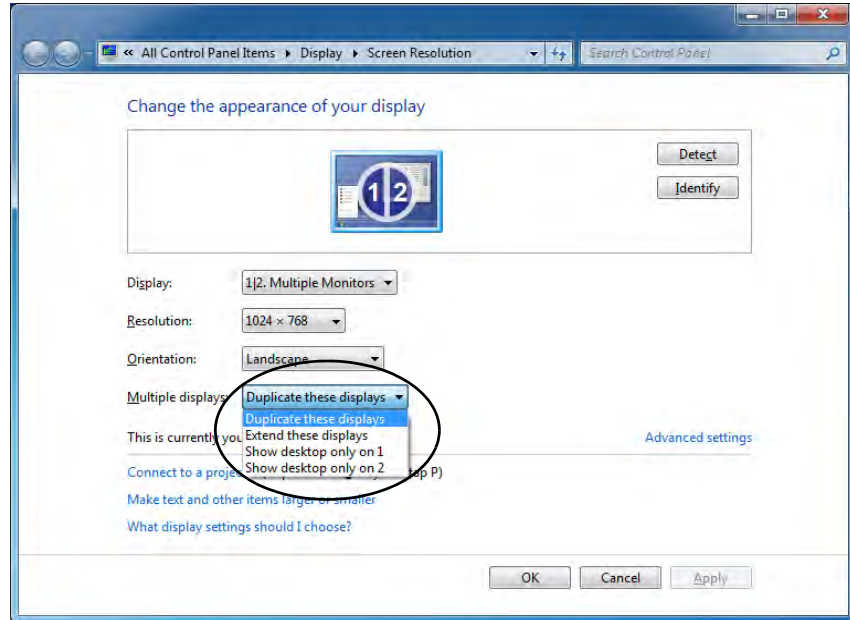 « All Control Panel Items ▸ Display ▸ Screen Resolution Search Control Panel
Change the appearance of your display
1|2
Detect
Identify
Display: 1|2. Multiple Monitors
Resolution: 1024 × 768
Orientation: Landscape
Multiple displays: Duplicate these displays
Duplicate these displays
Extend these displays
Show desktop only on 1
Show desktop only on 2
This is currently you
Advanced settings
Connect to a proje tap P)
Make text and other items larger or smaller
What display settings should I choose?
OK Cancel Apply